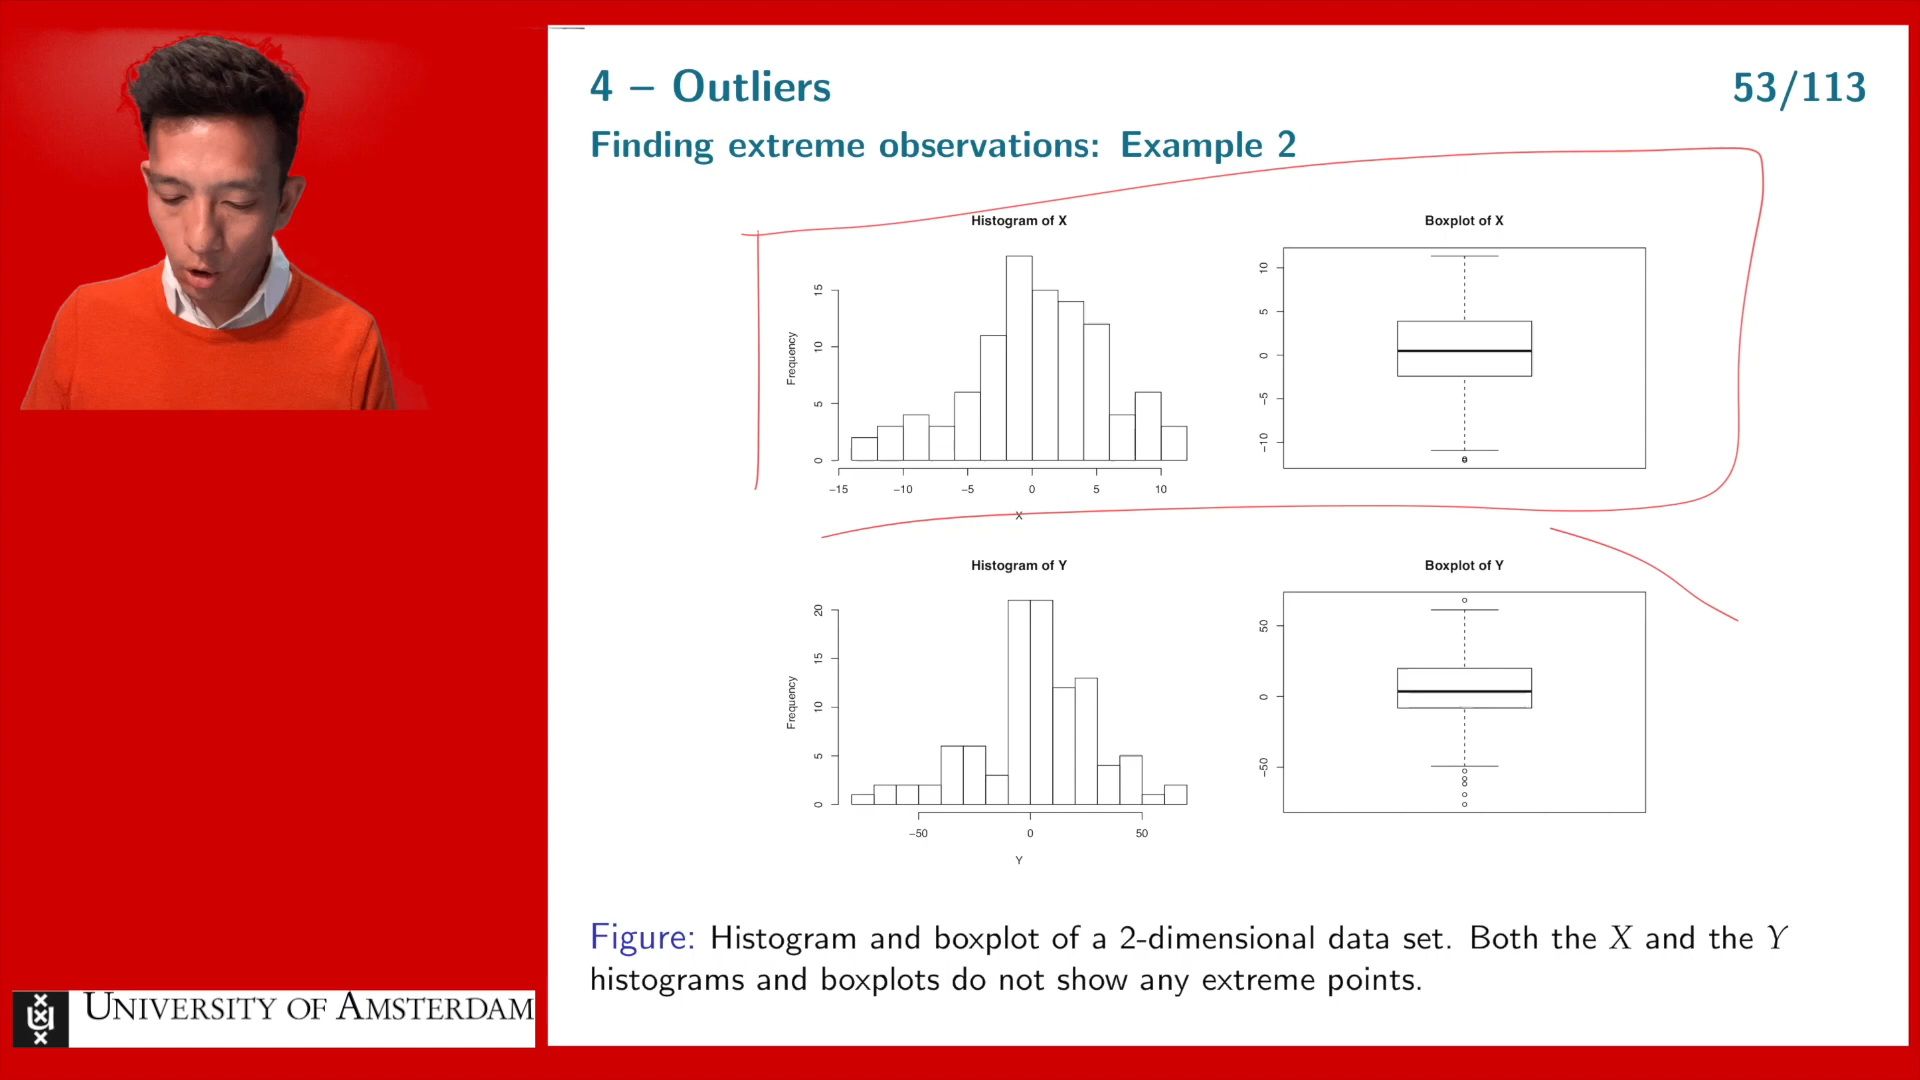 4 – Outliers
53/113
Finding extreme observations: Example 2
Histogram of X
Boxplot of X
Frequency
0 5 10 15
−15 −10 −5 0 5 10
X
−10 −5 0 5 10
Histogram of Y
Boxplot of Y
Frequency
0 5 10 15 20
−50 0 50
Y
−50 0 50
Figure: Histogram and boxplot of a 2-dimensional data set. Both the X and the Y
histograms and boxplots do not show any extreme points.
UNIVERSITY OF AMSTERDAM